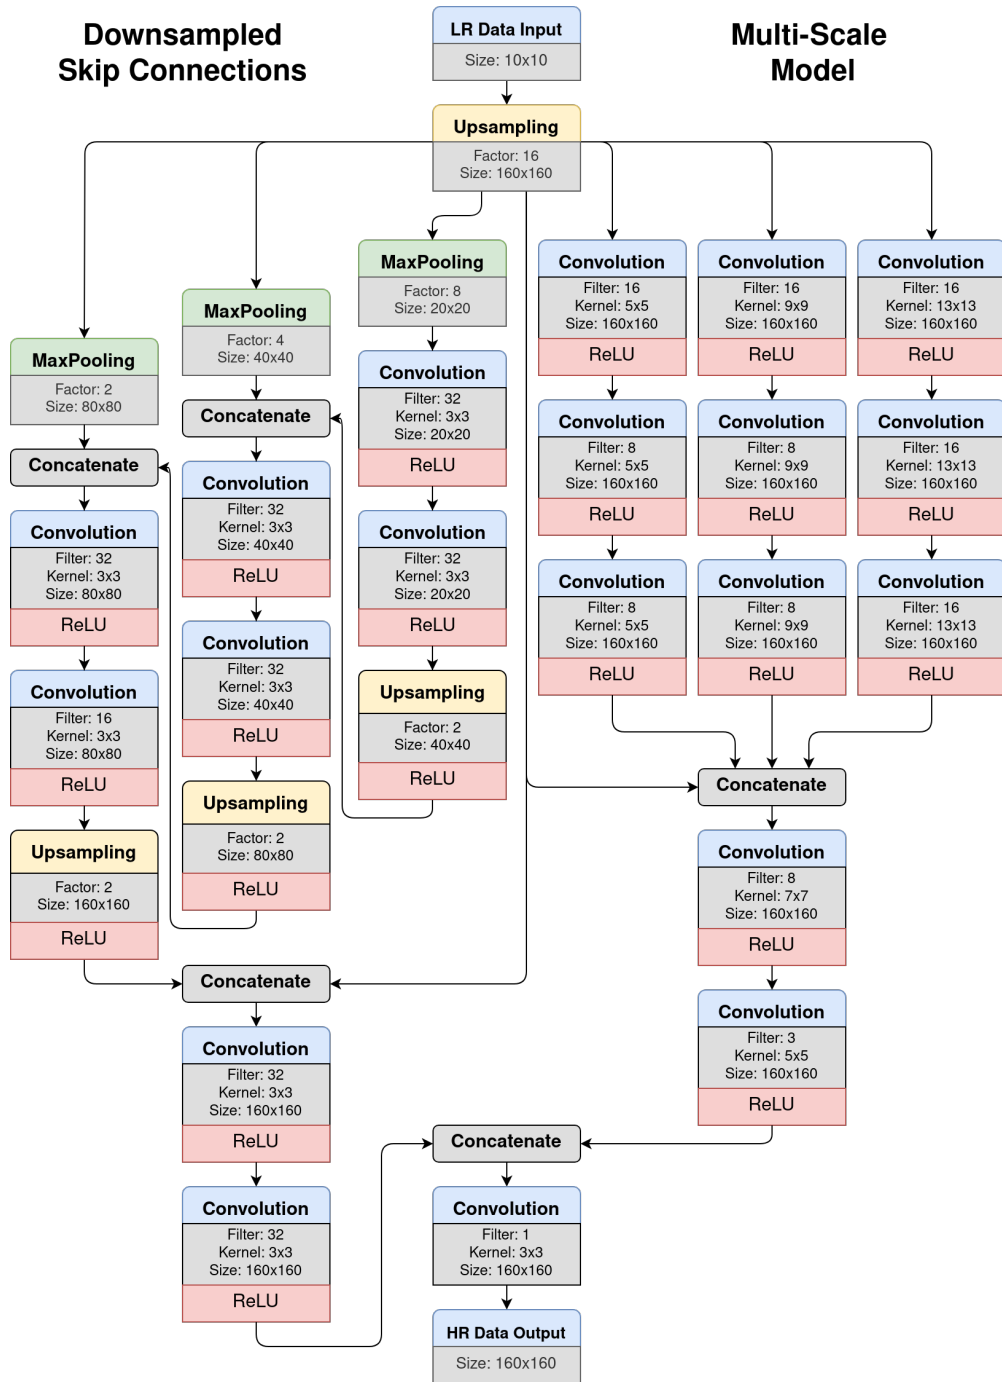 Downsampled
Skip Connections
Multi-Scale
Model
LR Data Input
Size: 10x10
Upsampling
Factor: 16
Size: 160x160
MaxPooling
Factor: 2
Size: 80x80
Concatenate
Convolution
Filter: 32
Kernel: 3x3
Size: 80x80
ReLU
Convolution
Filter: 16
Kernel: 3x3
Size: 80x80
ReLU
Upsampling
Factor: 2
Size: 160x160
ReLU
MaxPooling
Factor: 4
Size: 40x40
Concatenate
Convolution
Filter: 32
Kernel: 3x3
Size: 40x40
ReLU
Convolution
Filter: 32
Kernel: 3x3
Size: 40x40
ReLU
Upsampling
Factor: 2
Size: 80x80
ReLU
MaxPooling
Factor: 8
Size: 20x20
Convolution
Filter: 32
Kernel: 3x3
Size: 20x20
ReLU
Convolution
Filter: 32
Kernel: 3x3
Size: 20x20
ReLU
Upsampling
Factor: 2
Size: 40x40
ReLU
Concatenate
Convolution
Filter: 32
Kernel: 3x3
Size: 160x160
ReLU
Convolution
Filter: 32
Kernel: 3x3
Size: 160x160
ReLU
Convolution
Filter: 16
Kernel: 5x5
Size: 160x160
ReLU
Convolution
Filter: 8
Kernel: 5x5
Size: 160x160
ReLU
Convolution
Filter: 8
Kernel: 5x5
Size: 160x160
ReLU
Convolution
Filter: 16
Kernel: 9x9
Size: 160x160
ReLU
Convolution
Filter: 8
Kernel: 9x9
Size: 160x160
ReLU
Convolution
Filter: 8
Kernel: 9x9
Size: 160x160
ReLU
Convolution
Filter: 16
Kernel: 13x13
Size: 160x160
ReLU
Convolution
Filter: 16
Kernel: 13x13
Size: 160x160
ReLU
Convolution
Filter: 16
Kernel: 13x13
Size: 160x160
ReLU
Concatenate
Convolution
Filter: 8
Kernel: 7x7
Size: 160x160
ReLU
Convolution
Filter: 3
Kernel: 5x5
Size: 160x160
ReLU
Concatenate
Convolution
Filter: 1
Kernel: 3x3
Size: 160x160
HR Data Output
Size: 160x160